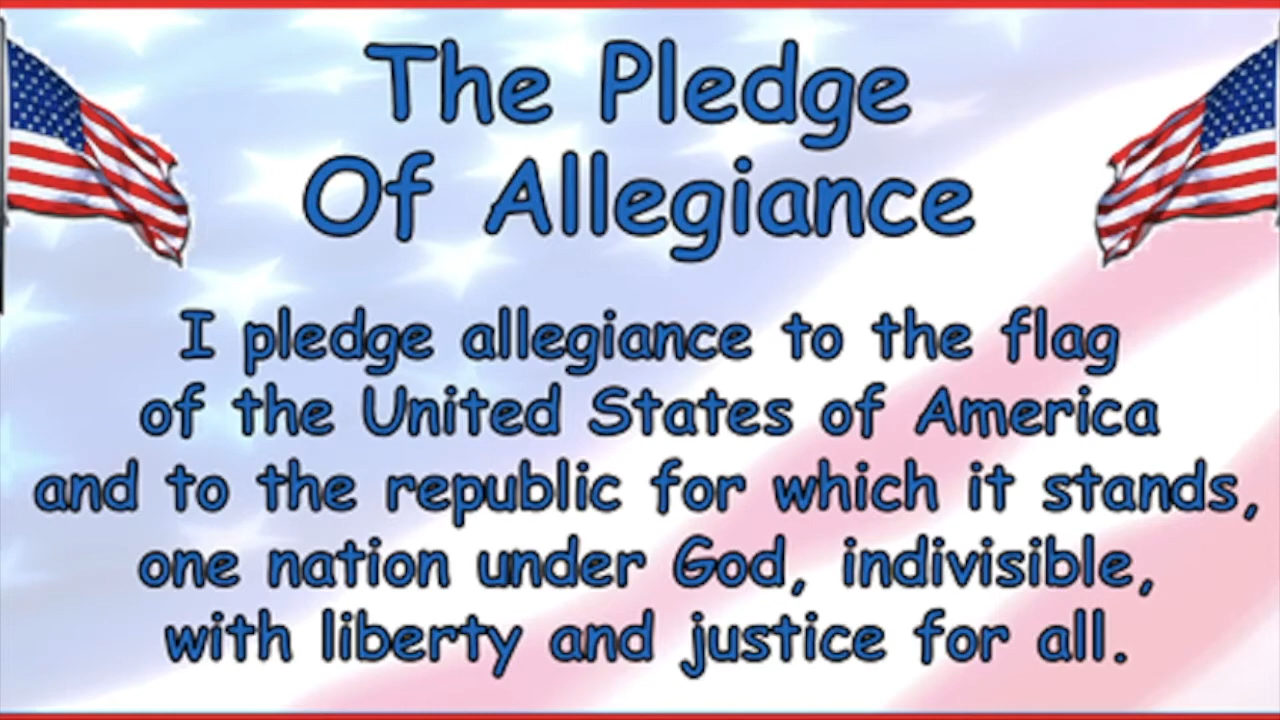 The Pledge
Of Allegiance
I pledge allegiance to the flag
of the United States of America
and to the republic for which it stands,
one nation under God, indivisible,
with liberty and justice for all.